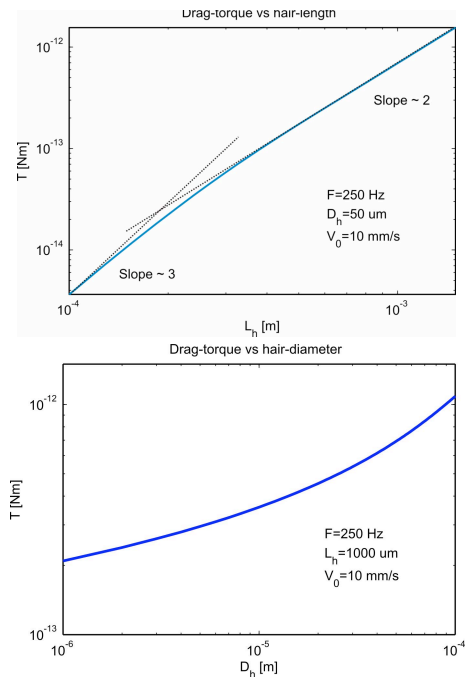 Drag-torque vs hair-length
10^-12
10^-13
10^-14
T [Nm]
Slope ~ 2
F=250 Hz
D_h=50 um
V_0=10 mm/s
Slope ~ 3
10^-4
10^-3
L_h [m]
Drag-torque vs hair-diameter
10^-12
T [Nm]
F=250 Hz
L_h=1000 um
V_0=10 mm/s
10^-13
10^-6
10^-5
10^-4
D_h [m]